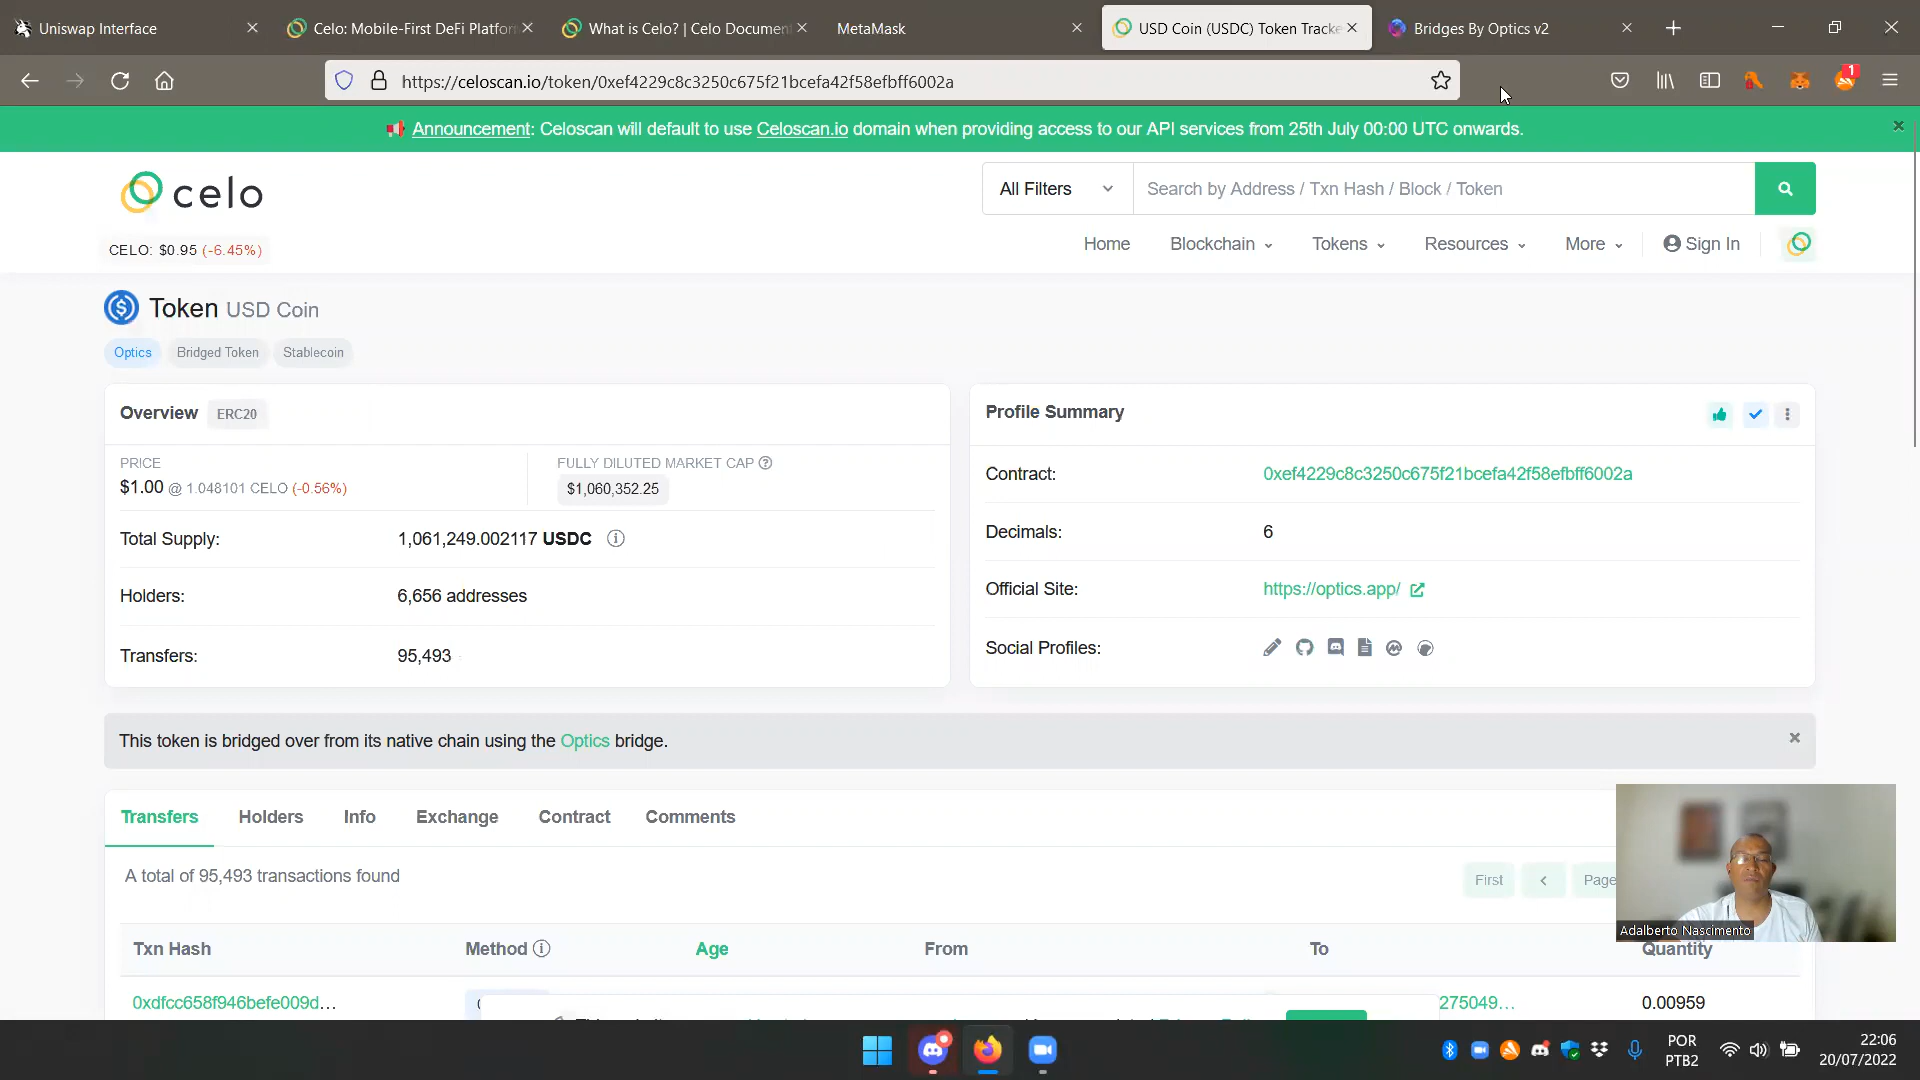 Uniswap Interface
Celo: Mobile-First DeFi Platfor
What is Celo? | Celo Document
MetaMask
USD Coin (USDC) Token Tracke
Bridges By Optics v2
https://celoscan.io/token/0xef4229c8c3250c675f21bcefa42f58efbff6002a
1
Announcement: Celoscan will default to use Celoscan.io domain when providing access to our API services from 25th July 00:00 UTC onwards.
celo
All Filters
Search by Address / Txn Hash / Block / Token
CELO: $0.95 (-6.45%)
Home
Blockchain
Tokens
Resources
More
Sign In
Token USD Coin
Optics
Bridged Token
Stablecoin
Overview
ERC20
PRICE
$1.00 @ 1.048101 CELO (-0.56%)
FULLY DILUTED MARKET CAP
$1,060,352.25
Total Supply:
1,061,249.002117 USDC
Holders:
6,656 addresses
Transfers:
95,493
Profile Summary
Contract:
0xef4229c8c3250c675f21bcefa42f58efbff6002a
Decimals:
6
Official Site:
https://optics.app/
Social Profiles:
This token is bridged over from its native chain using the Optics bridge.
Transfers
Holders
Info
Exchange
Contract
Comments
A total of 95,493 transactions found
First
Page
Adalberto Nascimento
Txn Hash
Method
Age
From
To
Quantity
0xdfcc658f946befe009d...
275049...
0.00959
POR
PTB2
22:06
20/07/2022